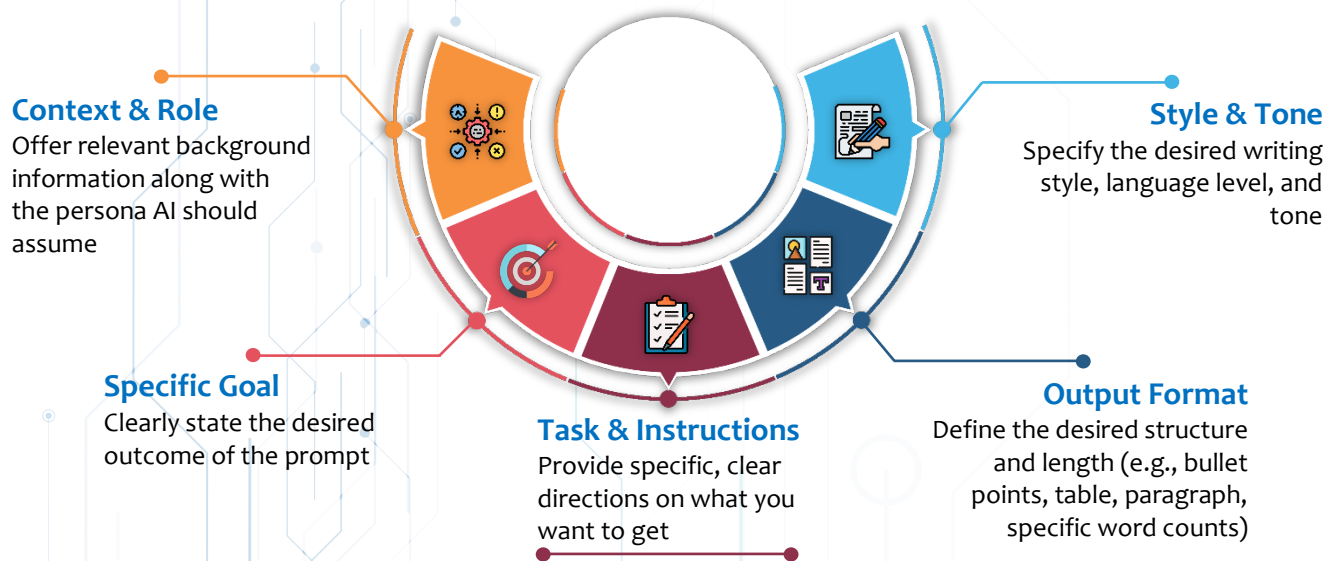 Context & Role
Offer relevant background
information along with
the persona AI should
assume
Specific Goal
Clearly state the desired
outcome of the prompt
Task & Instructions
Provide specific, clear
directions on what you
want to get
Output Format
Define the desired structure
and length (e.g., bullet
points, table, paragraph,
specific word counts)
Style & Tone
Specify the desired writing
style, language level, and
tone